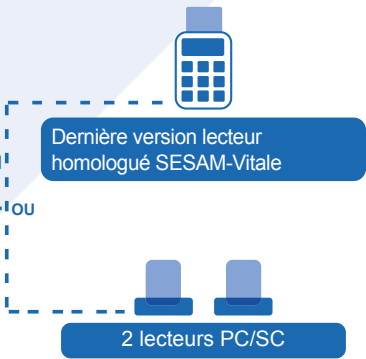 Dernière version lecteur
homologué SESAM-Vitale
OU
2 lecteurs PC/SC